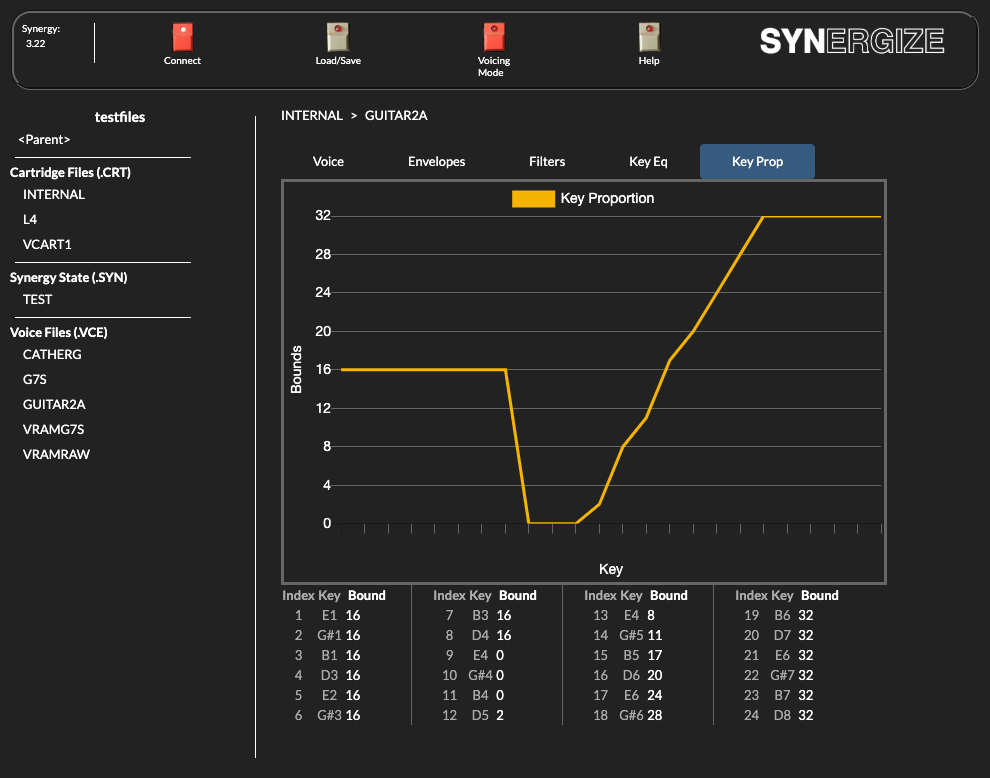 Synergy:
3.22
Connect
Load/Save
Voicing
Mode
Help
SYNERGIZE
testfiles
<Parent>
Cartridge Files (.CRT)
INTERNAL
L4
VCART1
Synergy State (.SYN)
TEST
Voice Files (.VCE)
CATHERG
G7S
GUITAR2A
VRAMG7S
VRAMRAW
INTERNAL > GUITAR2A
Voice Envelopes Filters Key Eq Key Prop
Key Proportion
32
28
24
20
16
12
8
4
0
Bounds
Key
Index Key Bound Index Key Bound Index Key Bound Index Key Bound
1 E1 16 7 B3 16 13 E4 8 19 B6 32
2 G#1 16 8 D4 16 14 G#5 11 20 D7 32
3 B1 16 9 E4 0 15 B5 17 21 E6 32
4 D3 16 10 G#4 0 16 D6 20 22 G#7 32
5 E2 16 11 B4 0 17 E6 24 23 B7 32
6 G#3 16 12 D5 2 18 G#6 28 24 D8 32